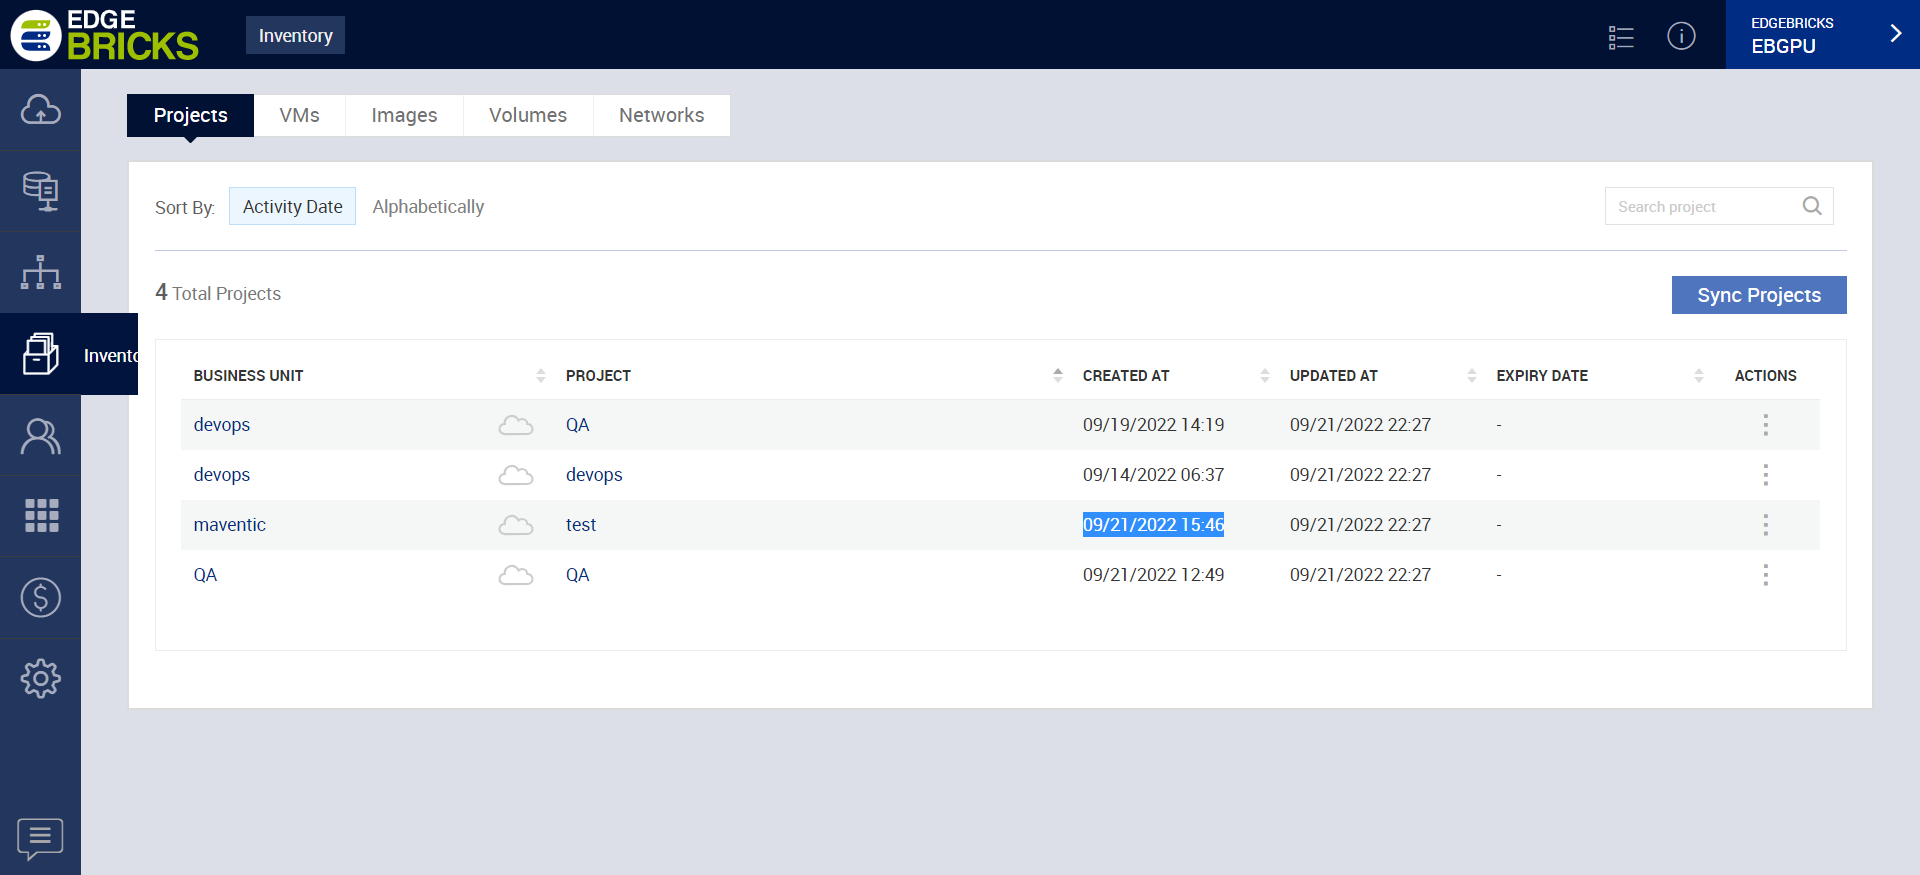 EDGE
BRICKS
Inventory
EDGEBRICKS
EBGPU
Projects VMs Images Volumes Networks
Sort By: Activity Date Alphabetically
Search project
4 Total Projects
Sync Projects
Invento
BUSINESS UNIT PROJECT CREATED AT UPDATED AT EXPIRY DATE ACTIONS
devops QA 09/19/2022 14:19 09/21/2022 22:27 -
devops devops 09/14/2022 06:37 09/21/2022 22:27 -
maventic test 09/21/2022 15:46 09/21/2022 22:27 -
QA QA 09/21/2022 12:49 09/21/2022 22:27 -